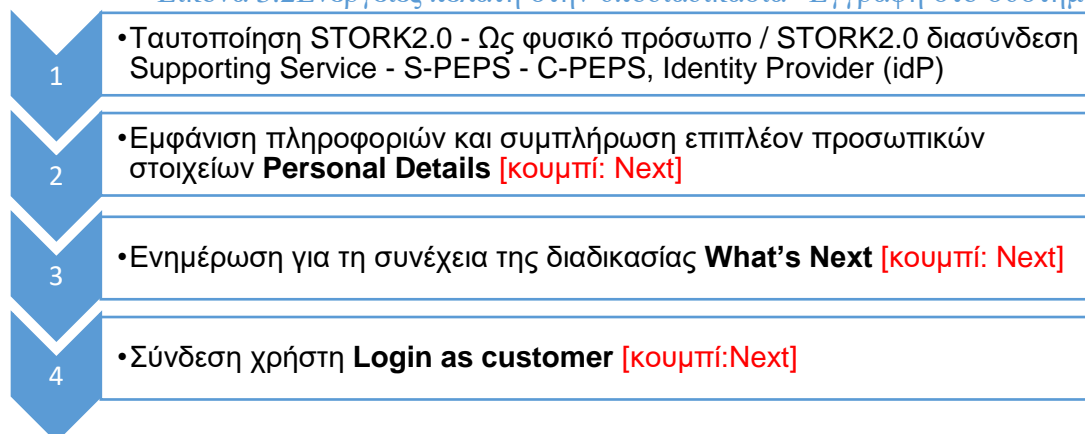 1
•Ταυτοποίηση STORK2.0 - Ως φυσικό πρόσωπο / STORK2.0 διασύνδεση
Supporting Service - S-PEPS - C-PEPS, Identity Provider (idP)
2
•Εμφάνιση πληροφοριών και συμπλήρωση επιπλέον προσωπικών
στοιχείων Personal Details [κουμπί: Next]
3
•Ενημέρωση για τη συνέχεια της διαδικασίας What's Next [κουμπί: Next]
4
•Σύνδεση χρήστη Login as customer [κουμπί:Next]